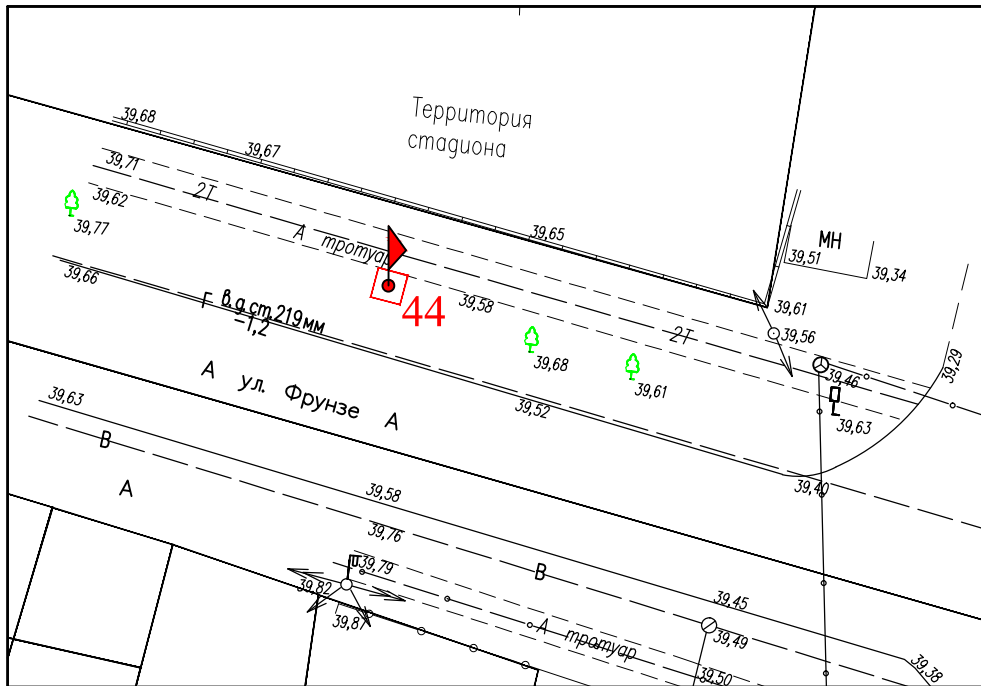 39,68
Территория
стадиона
39,67
39,71
2Т
39,62
39,77
А тротуар
39,65
МН
39,51
39,34
39,66
Г в.д.ст.219мм
-1,2
44
39,58
39,61
39,56
2Т
39,68
39,61
39,46
39,29
39,63
А ул. Фрунзе А
39,63
39,52
В
А
39,58
39,40
39,76
39,79
В
39,82
39,87
39,45
А тротуар
39,49
39,50
39,38